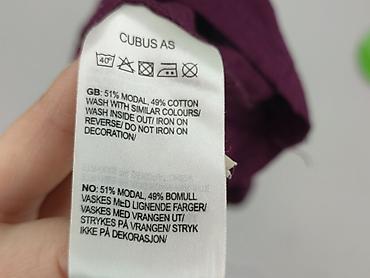 CUBUS AS
40°
GB: 51% MODAL, 49% COTTON
WASH WITH SIMILAR COLOURS/
WASH INSIDE OUT/ IRON ON
REVERSE/ DO NOT IRON ON
DECORATION/
NO: 51% MODAL, 49% BOMULL
VASKES MED LIGNENDE FARGER/
VASKES MED VRANGEN UT/
STRYKES PÅ VRANGEN/ STRYK
IKKE PÅ DEKORASJON/